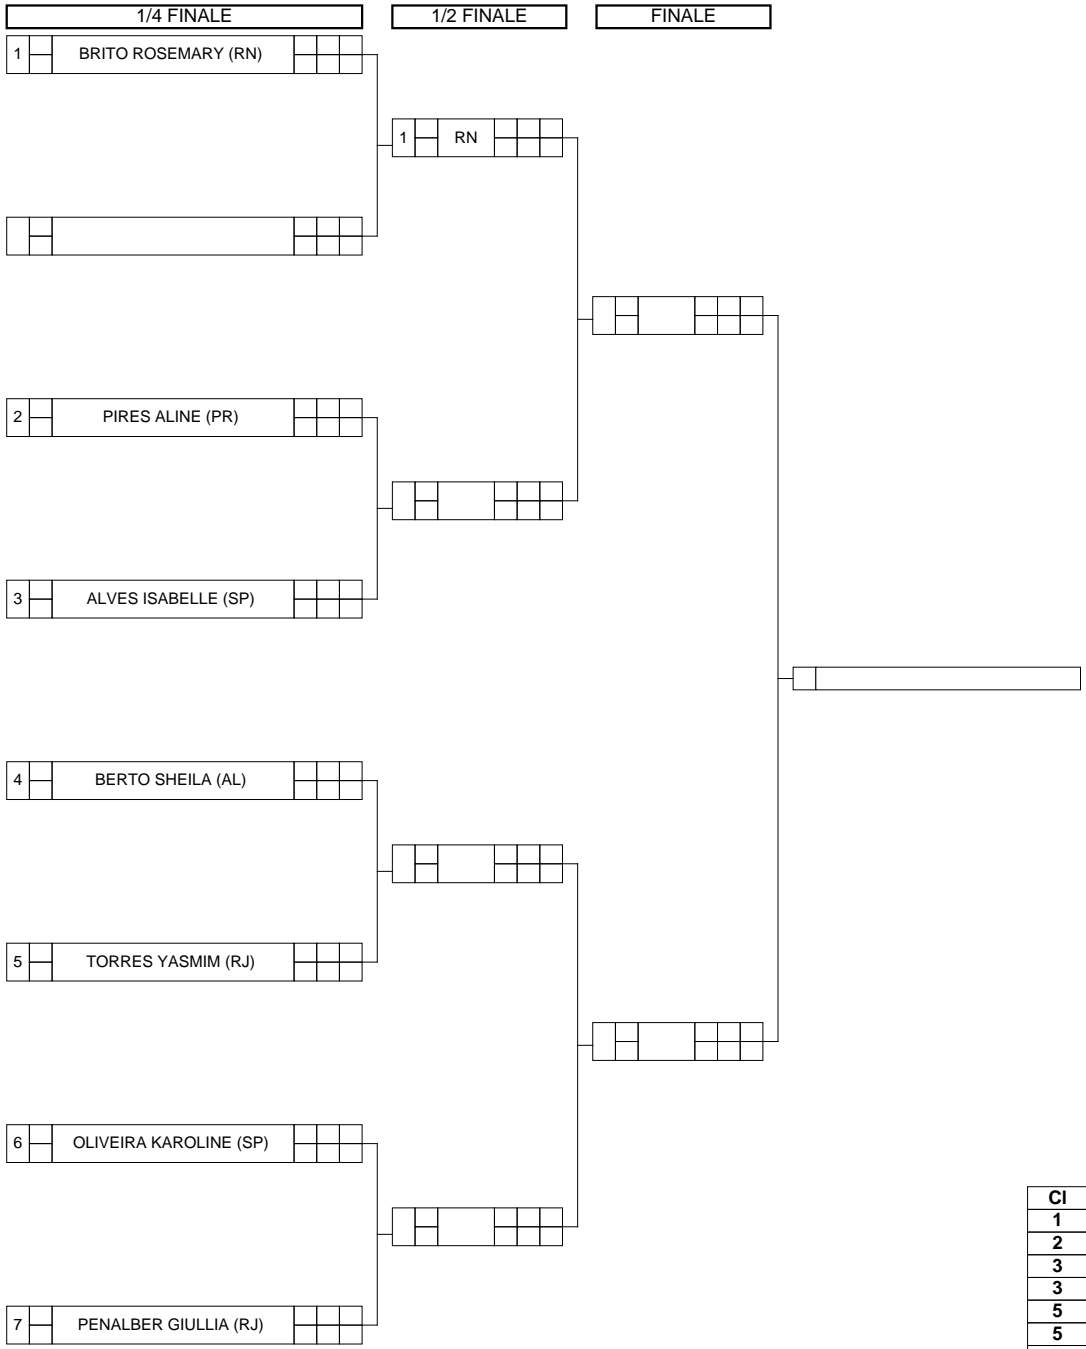 1/4 FINALE 1/2 FINALE FINALE
1 BRITO ROSEMARY (RN)
1 RN
2 PIRES ALINE (PR)
3 ALVES ISABELLE (SP)
4 BERTO SHEILA (AL)
5 TORRES YASMIM (RJ)
6 OLIVEIRA KAROLINE (SP)
7 PENALBER GIULLIA (RJ)
Cl
1
2
3
3
5
5